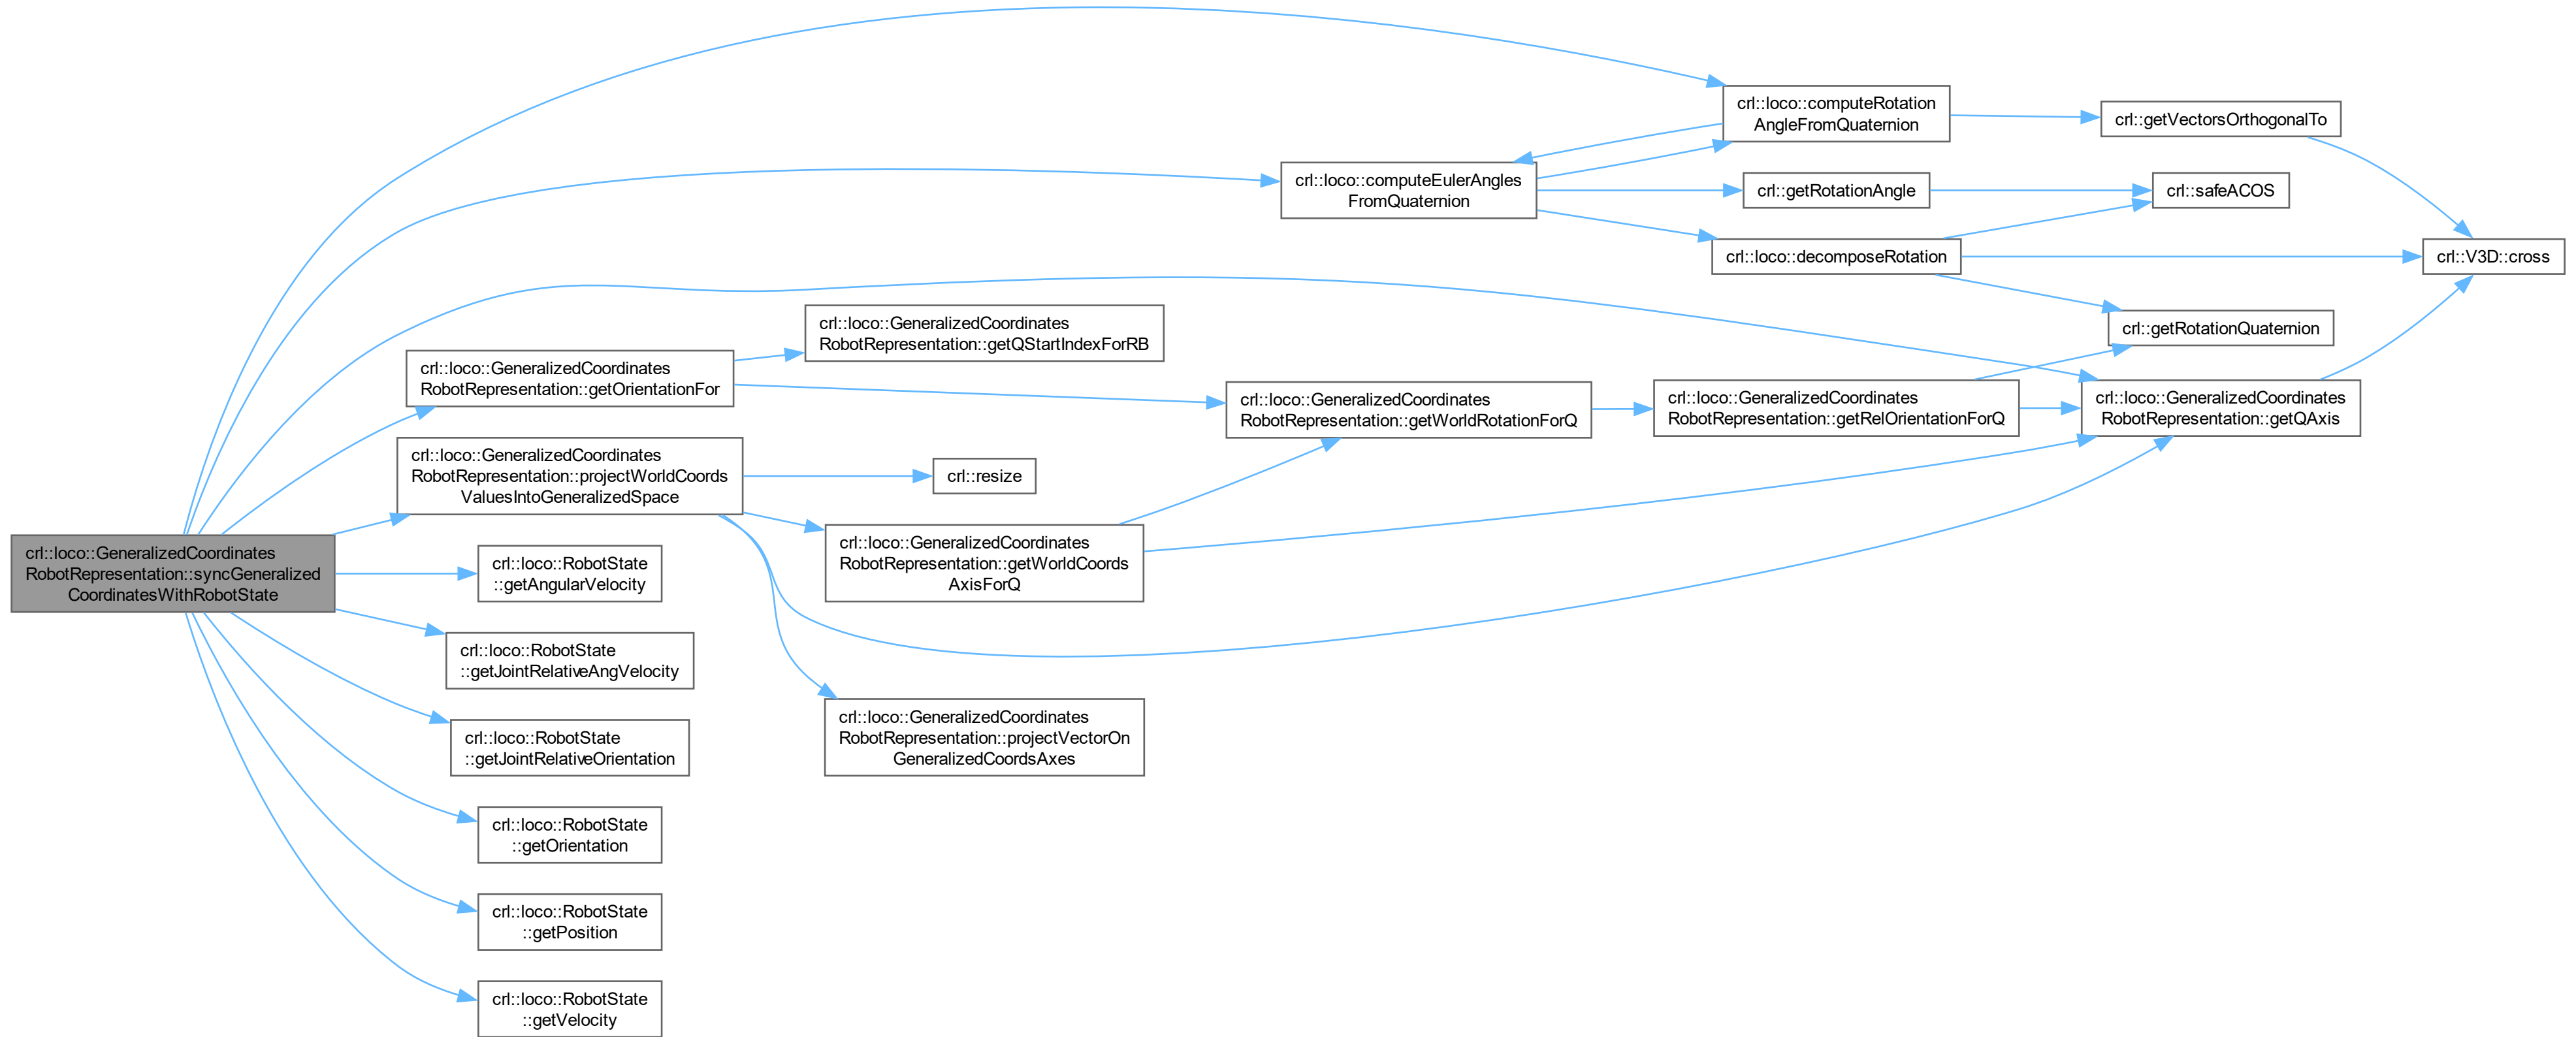 crl::loco::GeneralizedCoordinates
RobotRepresentation::syncGeneralized
CoordinatesWithRobotState
crl::loco::GeneralizedCoordinates
RobotRepresentation::getOrientationFor
crl::loco::GeneralizedCoordinates
RobotRepresentation::projectWorldCoords
ValuesIntoGeneralizedSpace
crl::loco::RobotState
::getAngularVelocity
crl::loco::RobotState
::getJointRelativeAngVelocity
crl::loco::RobotState
::getJointRelativeOrientation
crl::loco::RobotState
::getOrientation
crl::loco::RobotState
::getPosition
crl::loco::RobotState
::getVelocity
crl::loco::GeneralizedCoordinates
RobotRepresentation::getQStartIndexForRB
crl::resize
crl::loco::GeneralizedCoordinates
RobotRepresentation::getWorldCoords
AxisForQ
crl::loco::GeneralizedCoordinates
RobotRepresentation::projectVectorOn
GeneralizedCoordsAxes
crl::loco::computeEulerAngles
FromQuaternion
crl::loco::GeneralizedCoordinates
RobotRepresentation::getWorldRotationForQ
crl::loco::computeRotation
AngleFromQuaternion
crl::getRotationAngle
crl::loco::decomposeRotation
crl::loco::GeneralizedCoordinates
RobotRepresentation::getRelOrientationForQ
crl::getVectorsOrthogonalTo
crl::safeACOS
crl::getRotationQuaternion
crl::loco::GeneralizedCoordinates
RobotRepresentation::getQAxis
crl::V3D::cross